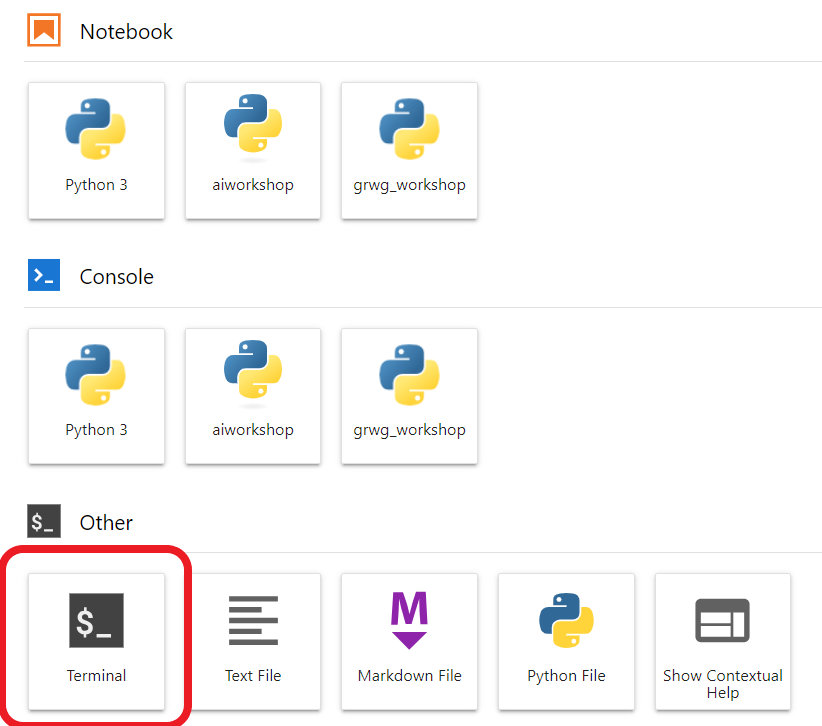 Notebook
Python 3
aiworkshop
grwg_workshop
Console
Python 3
aiworkshop
grwg_workshop
$_
Other
$_
M
Terminal
Text File
Markdown File
Python File
Show Contextual
Help